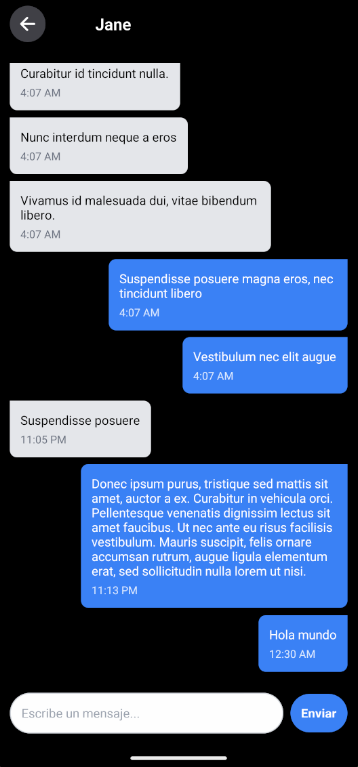 Jane
Curabitur id tincidunt nulla.
4:07 AM
Nunc interdum neque a eros
4:07 AM
Vivamus id malesuada dui, vitae bibendum
libero.
4:07 AM
Suspendisse posuere magna eros, nec
tincidunt libero
4:07 AM
Vestibulum nec elit augue
4:07 AM
Suspendisse posuere
11:05 PM
Donec ipsum purus, tristique sed mattis sit
amet, auctor a ex. Curabitur in vehicula orci.
Pellentesque venenatis dignissim lectus sit
amet faucibus. Ut nec ante eu risus facilisis
vestibulum. Mauris suscipit, felis ornare
accumsan rutrum, augue ligula elementum
erat, sed sollicitudin nulla lorem ut nisi.
11:13 PM
Hola mundo
12:30 AM
Escribe un mensaje...
Enviar